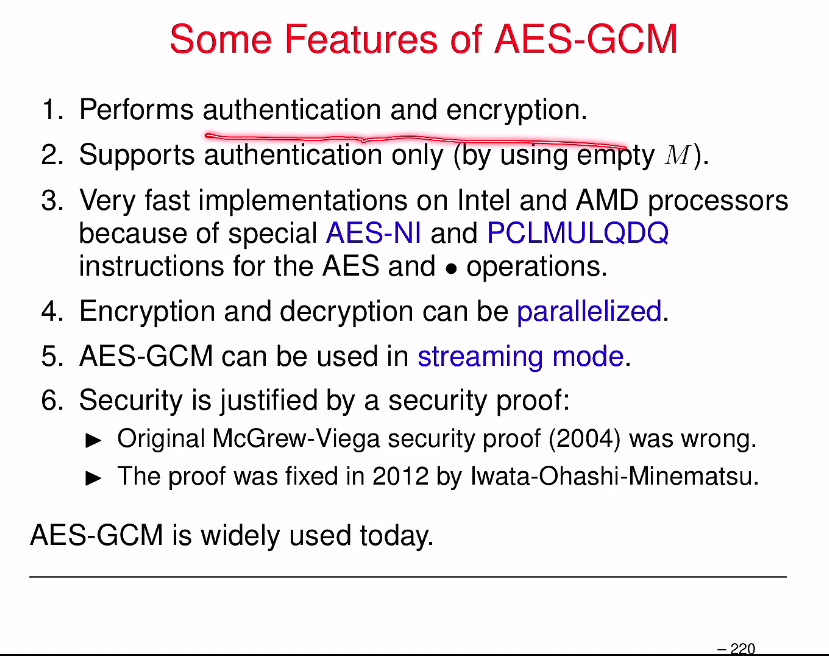 Some Features of AES-GCM
1. Performs authentication and encryption.
2. Supports authentication only (by using empty M).
3. Very fast implementations on Intel and AMD processors
because of special AES-NI and PCLMULQDQ
instructions for the AES and • operations.
4. Encryption and decryption can be parallelized.
5. AES-GCM can be used in streaming mode.
6. Security is justified by a security proof:
► Original McGrew-Viega security proof (2004) was wrong.
► The proof was fixed in 2012 by Iwata-Ohashi-Minematsu.
AES-GCM is widely used today.
– 220